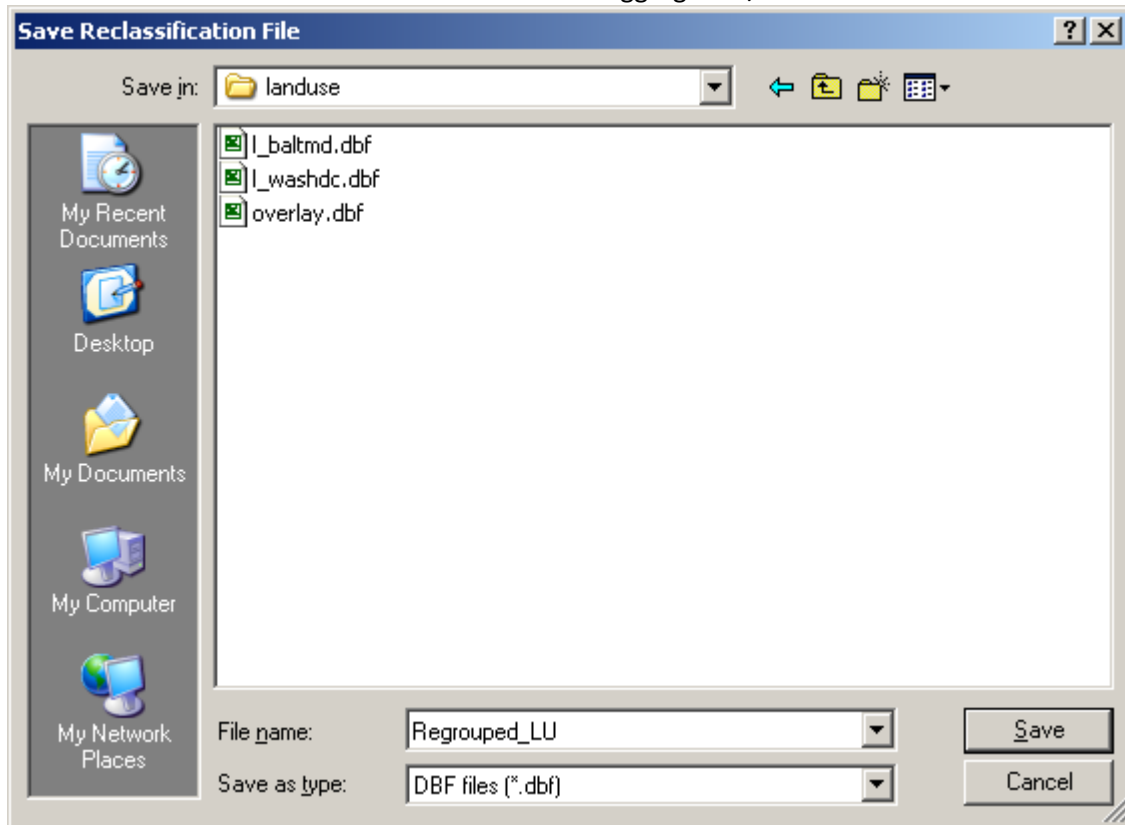 Save Reclassification File
Save in:
landuse
l_baltmd.dbf
l_washdc.dbf
overlay.dbf
My Recent
Documents
Desktop
My Documents
My Computer
My Network
Places
File name:
Regrouped_LU
Save
Save as type:
DBF files (*.dbf)
Cancel